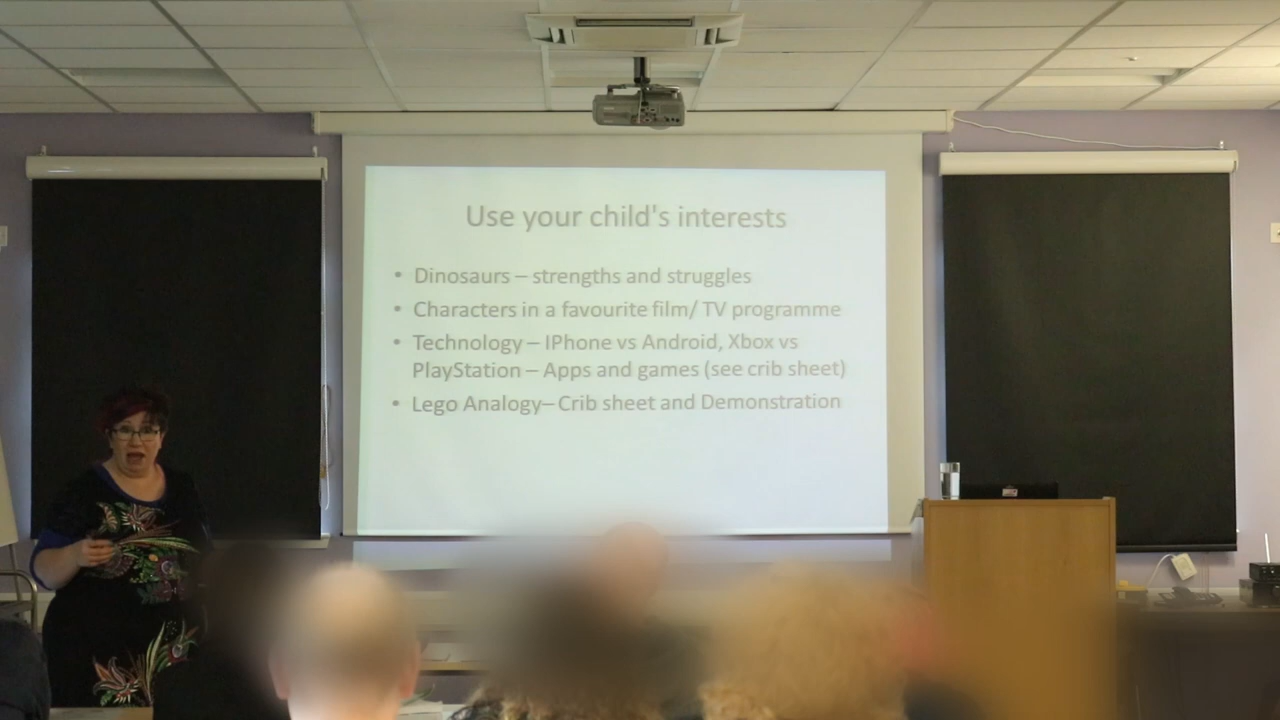 Use your child's interests
• Dinosaurs – strengths and struggles
• Characters in a favourite film/ TV programme
• Technology – IPhone vs Android, Xbox vs
PlayStation – Apps and games (see crib sheet)
• Lego Analogy– Crib sheet and Demonstration